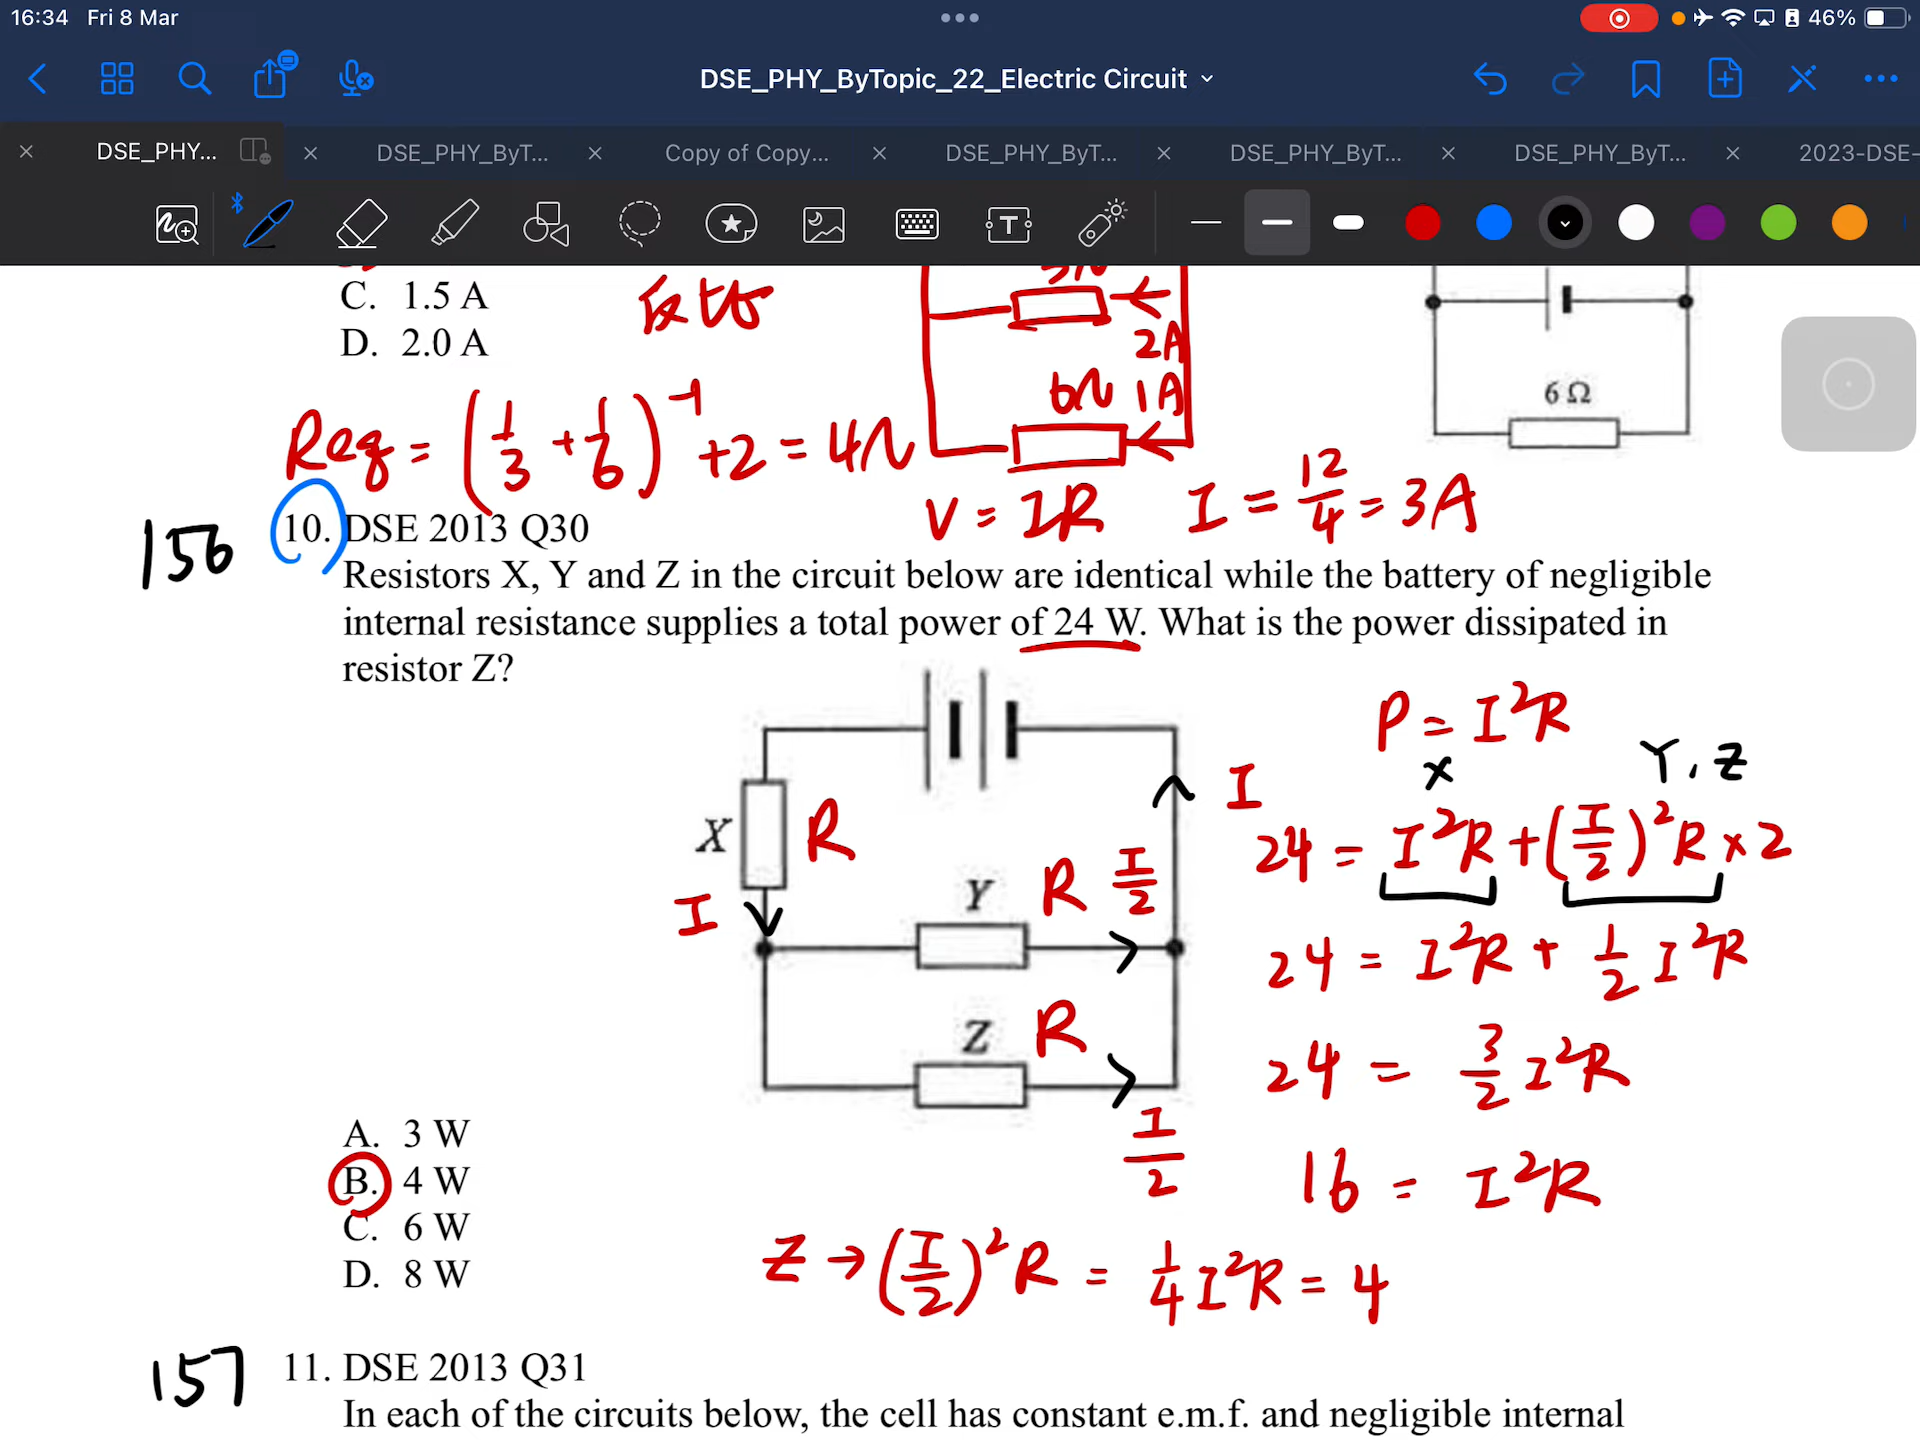 16:34 Fri 8 Mar
46%
DSE_PHY_ByTopic_22_Electric Circuit
DSE_PHY...
DSE_PHY_ByT...
Copy of Copy...
DSE_PHY_ByT...
DSE_PHY_ByT...
DSE_PHY_ByT...
2023-DSE-
C. 1.5 A
D. 2.0 A
反比
2A
6Ω 1A
6 Ω
Req = (1/3 + 1/6)^-1 + 2 = 4Ω
V = IR I = 12/4 = 3A
156
10. DSE 2013 Q30
Resistors X, Y and Z in the circuit below are identical while the battery of negligible
internal resistance supplies a total power of 24 W. What is the power dissipated in
resistor Z?
P = I²R
X Y, Z
I
24 = I²R + (I/2)²R × 2
X R
Y R I/2
I
24 = I²R + 1/2 I²R
Z R
24 = 3/2 I²R
I/2
16 = I²R
A. 3 W
B. 4 W
C. 6 W
D. 8 W
Z → (I/2)²R = 1/4 I²R = 4
157
11. DSE 2013 Q31
In each of the circuits below, the cell has constant e.m.f. and negligible internal